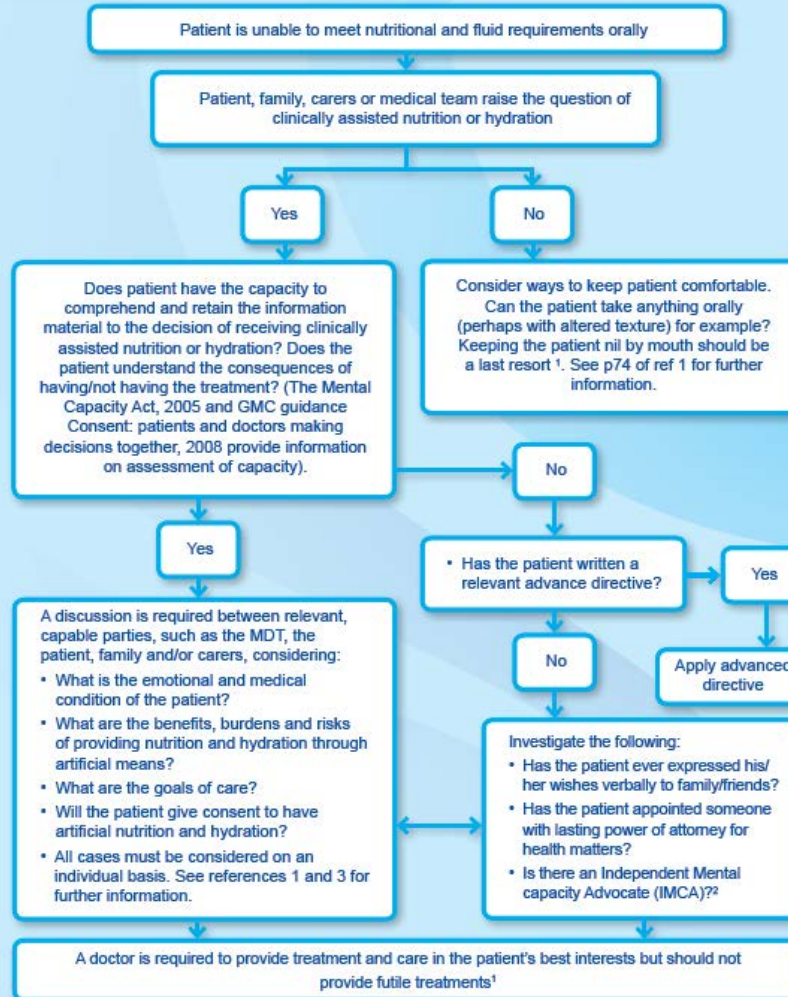 Patient is unable to meet nutritional and fluid requirements orally
Patient, family, carers or medical team raise the question of
clinically assisted nutrition or hydration
Yes
No
Does patient have the capacity to
comprehend and retain the information
material to the decision of receiving clinically
assisted nutrition or hydration? Does the
patient understand the consequences of
having/not having the treatment? (The Mental
Capacity Act, 2005 and GMC guidance
Consent: patients and doctors making
decisions together, 2008 provide information
on assessment of capacity).
Consider ways to keep patient comfortable.
Can the patient take anything orally
(perhaps with altered texture) for example?
Keeping the patient nil by mouth should be
a last resort ¹. See p74 of ref 1 for further
information.
No
Yes
• Has the patient written a
relevant advance directive?
Yes
No
Apply advanced
directive
A discussion is required between relevant,
capable parties, such as the MDT, the
patient, family and/or carers, considering:
• What is the emotional and medical
condition of the patient?
• What are the benefits, burdens and risks
of providing nutrition and hydration through
artificial means?
• What are the goals of care?
• Will the patient give consent to have
artificial nutrition and hydration?
• All cases must be considered on an
individual basis. See references 1 and 3 for
further information.
Investigate the following:
• Has the patient ever expressed his/
her wishes verbally to family/friends?
• Has the patient appointed someone
with lasting power of attorney for
health matters?
• Is there an Independent Mental
capacity Advocate (IMCA)?²
A doctor is required to provide treatment and care in the patient's best interests but should not
provide futile treatments¹